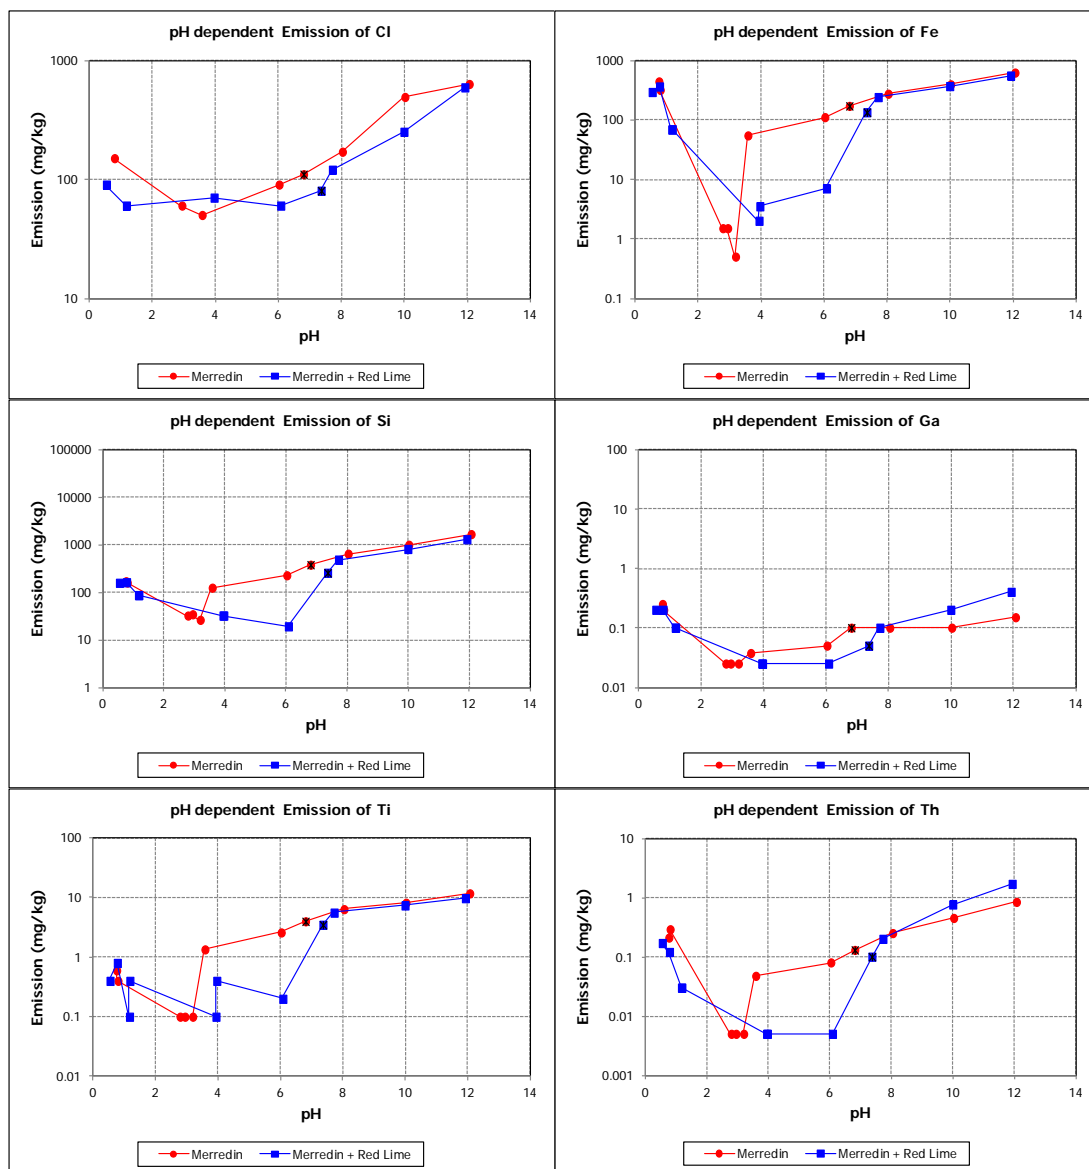 pH dependent Emission of Cl
1000
100
10
Emission (mg/kg)
0 2 4 6 8 10 12 14
pH
Merredin Merredin + Red Lime
pH dependent Emission of Fe
1000
100
10
1
0.1
Emission (mg/kg)
0 2 4 6 8 10 12 14
pH
Merredin Merredin + Red Lime
pH dependent Emission of Si
100000
10000
1000
100
10
1
Emission (mg/kg)
0 2 4 6 8 10 12 14
pH
Merredin Merredin + Red Lime
pH dependent Emission of Ga
100
10
1
0.1
0.01
Emission (mg/kg)
0 2 4 6 8 10 12 14
pH
Merredin Merredin + Red Lime
pH dependent Emission of Ti
100
10
1
0.1
0.01
Emission (mg/kg)
0 2 4 6 8 10 12 14
pH
Merredin Merredin + Red Lime
pH dependent Emission of Th
10
1
0.1
0.01
0.001
Emission (mg/kg)
0 2 4 6 8 10 12 14
pH
Merredin Merredin + Red Lime